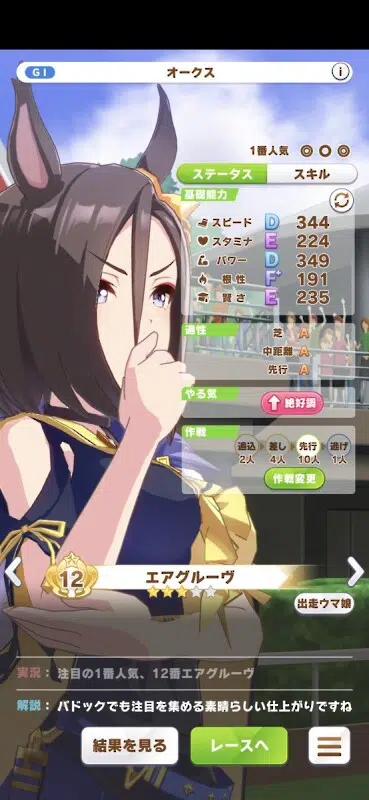 GI オークス i
1番人気 ◎ ○ ◎
ステータス スキル
基礎能力
スピード D 344
スタミナ E 224
パワー D 349
根性 F+ 191
賢さ E 235
適性
芝 A
中距離 A
先行 A
やる気
絶好調
作戦
追込 差し 先行 逃げ
2人 4人 10人 1人
作戦変更
12 エアグルーヴ
出走ウマ娘
実況： 注目の1番人気、12番エアグルーヴ
解説： パドックでも注目を集める素晴らしい仕上がりですね
結果を見る レースへ